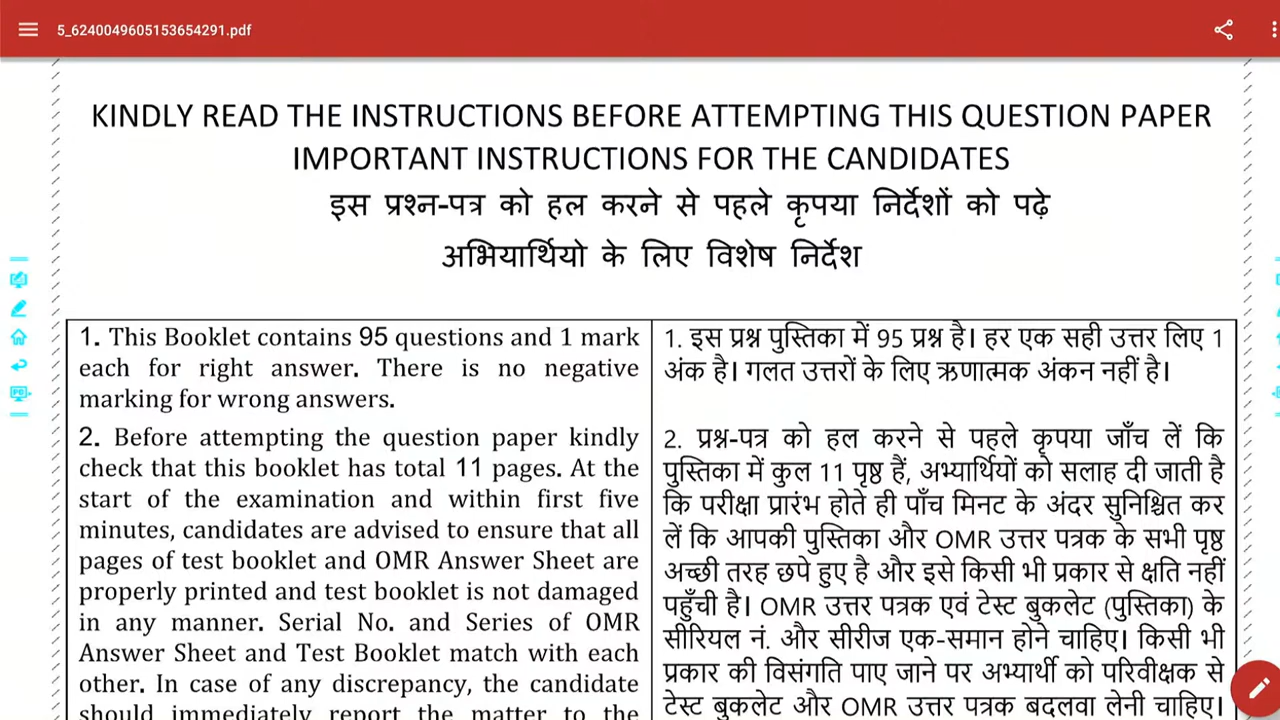 5_6240049605153654291.pdf
KINDLY READ THE INSTRUCTIONS BEFORE ATTEMPTING THIS QUESTION PAPER
IMPORTANT INSTRUCTIONS FOR THE CANDIDATES
इस प्रश्न-पत्र को हल करने से पहले कृपया निर्देशों को पढ़े
अभियार्थियो के लिए विशेष निर्देश
1. This Booklet contains 95 questions and 1 mark
each for right answer. There is no negative
marking for wrong answers.
2. Before attempting the question paper kindly
check that this booklet has total 11 pages. At the
start of the examination and within first five
minutes, candidates are advised to ensure that all
pages of test booklet and OMR Answer Sheet are
properly printed and test booklet is not damaged
in any manner. Serial No. and Series of OMR
Answer Sheet and Test Booklet match with each
other. In case of any discrepancy, the candidate
should immediately report the matter to the
1. इस प्रश्न पुस्तिका में 95 प्रश्न है। हर एक सही उत्तर लिए 1
अंक है। गलत उत्तरों के लिए ऋणात्मक अंकन नहीं है।
2. प्रश्न-पत्र को हल करने से पहले कृपया जाँच लें कि
पुस्तिका में कुल 11 पृष्ठ हैं, अभ्यार्थियों को सलाह दी जाती है
कि परीक्षा प्रारंभ होते ही पाँच मिनट के अंदर सुनिश्चित कर
लें कि आपकी पुस्तिका और OMR उत्तर पत्रक के सभी पृष्ठ
अच्छी तरह छपे हुए है और इसे किसी भी प्रकार से क्षति नहीं
पहुँची है। OMR उत्तर पत्रक एवं टेस्ट बुकलेट (पुस्तिका) के
सीरियल नं. और सीरीज एक-समान होने चाहिए। किसी भी
प्रकार की विसंगति पाए जाने पर अभ्यार्थी को परिवीक्षक से
टेस्ट बुकलेट और OMR उत्तर पत्रक बदलवा लेनी चाहिए।